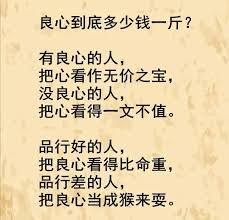 良心到底多少钱一斤？
有良心的人，
把心看作无价之宝，
没良心的人，
把心看得一文不值。
品行好的人，
把良心看得比命重，
品行差的人，
把良心当成猴来耍。